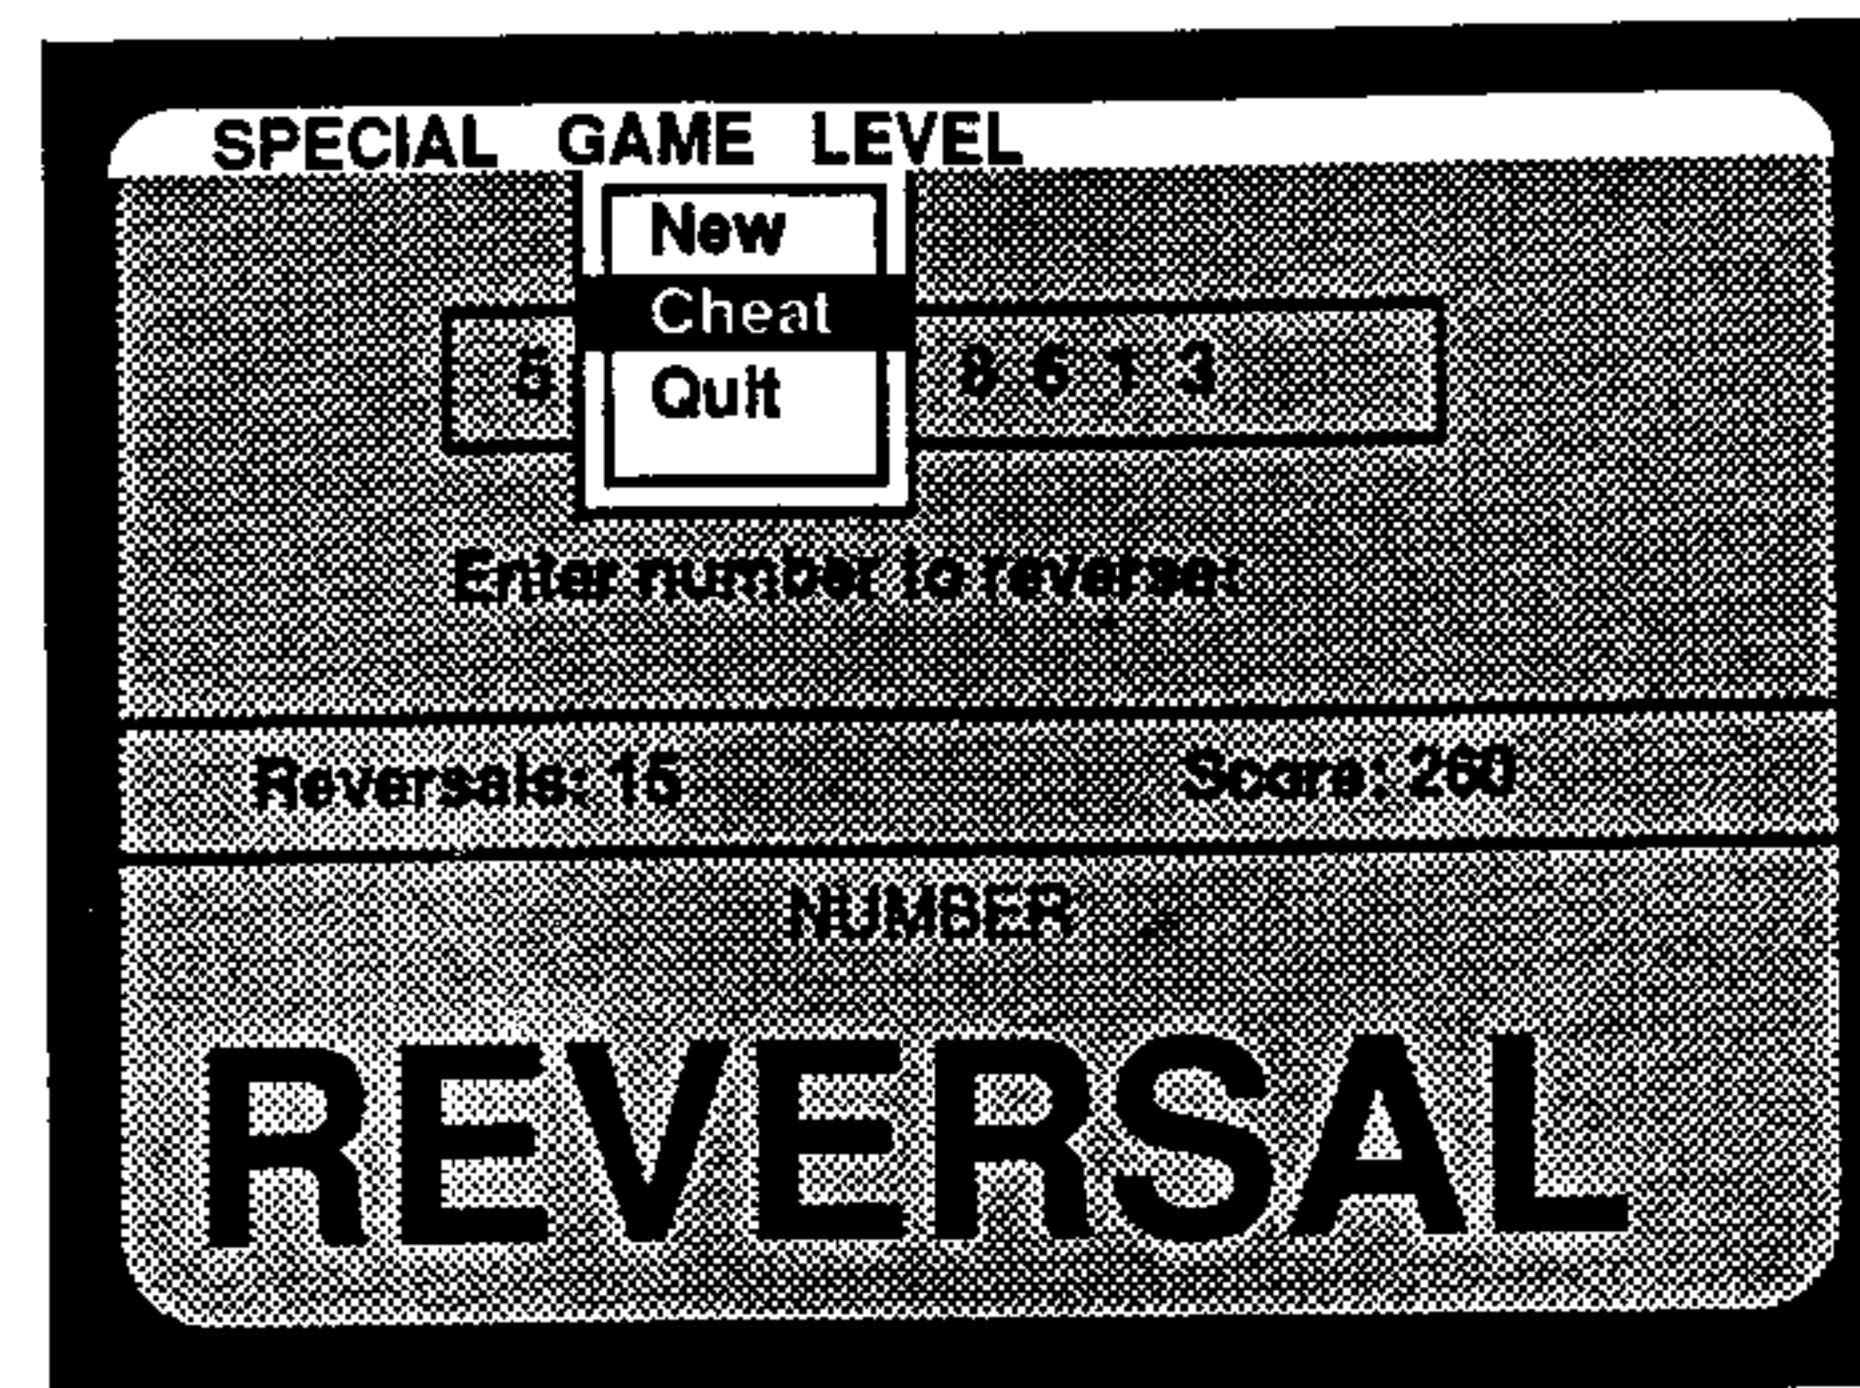 SPECIAL GAME LEVEL
New
Cheat
5 8 6 1 3
Quit
Enter number to reverse:
Reversals: 15 Score: 260
NUMBER
REVERSAL